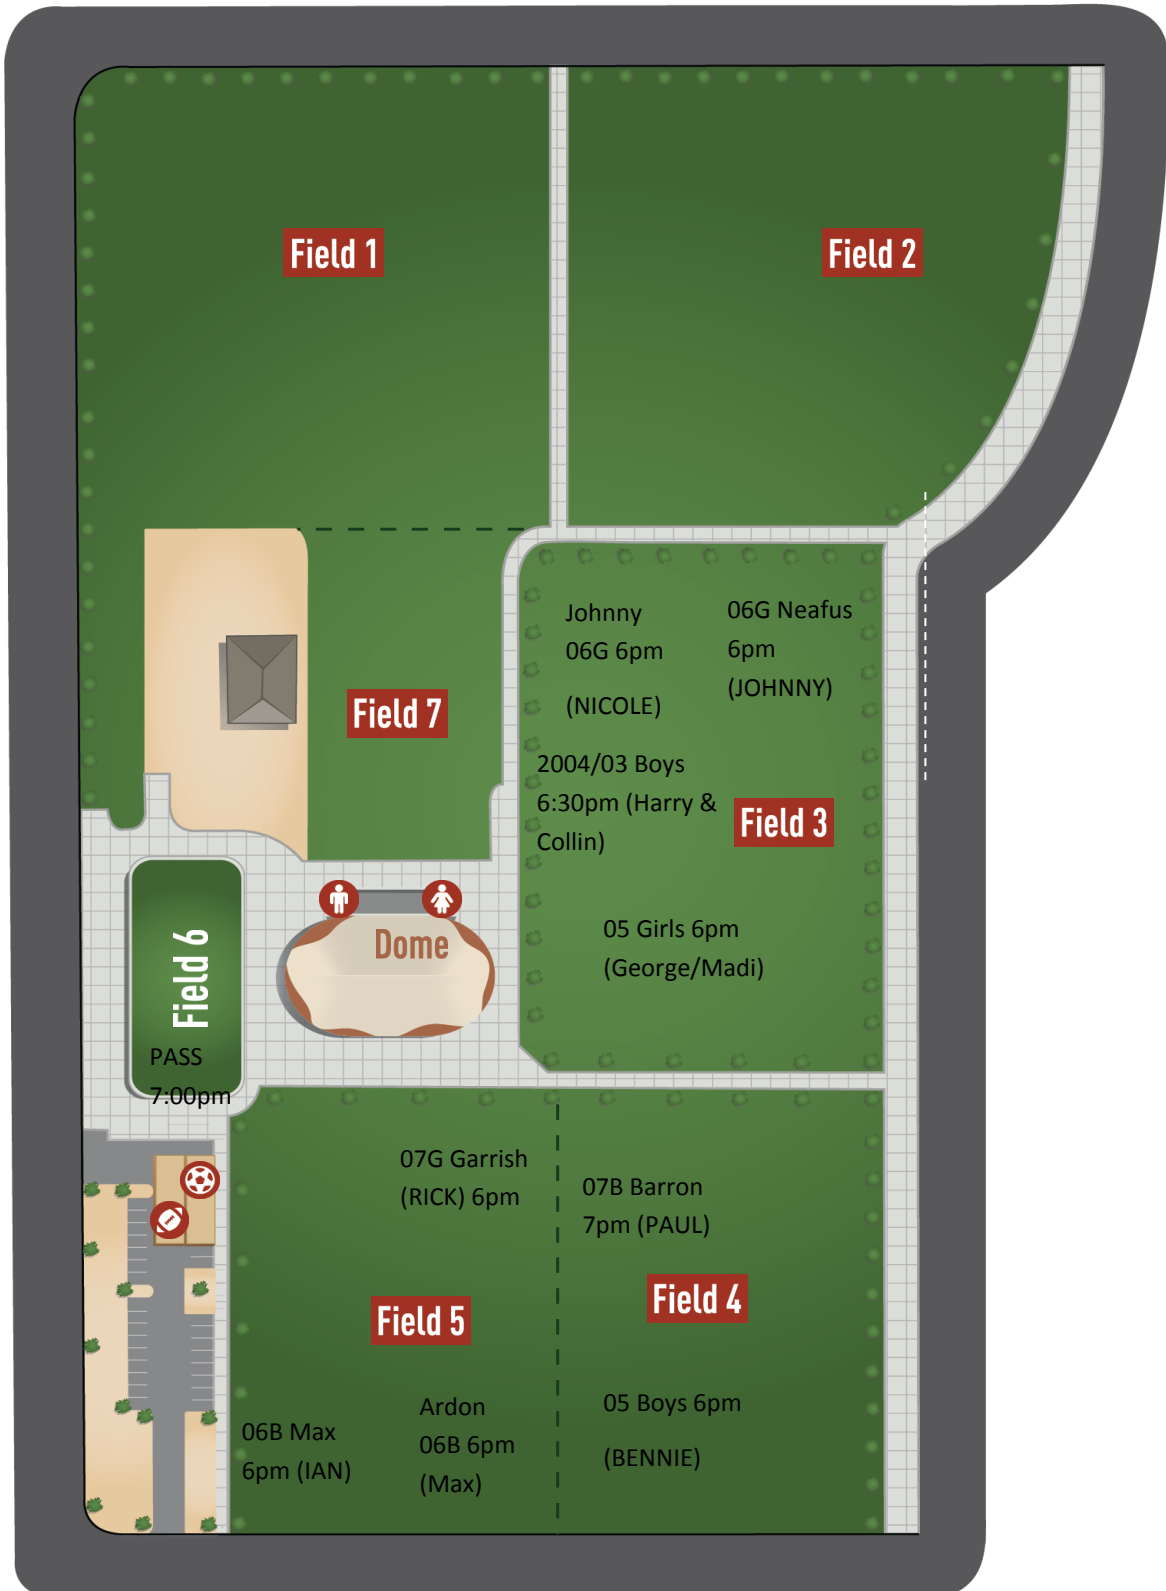 Field 1
Field 2
Johnny
06G 6pm
(NICOLE)
06G Neafus
6pm
(JOHNNY)
Field 7
2004/03 Boys
6:30pm (Harry &
Collin)
Field 3
05 Girls 6pm
(George/Madi)
Dome
Field 6
PASS
7:00pm
07G Garrish
(RICK) 6pm
07B Barron
7pm (PAUL)
Field 5
Field 4
06B Max
6pm (IAN)
Ardon
06B 6pm
(Max)
05 Boys 6pm
(BENNIE)